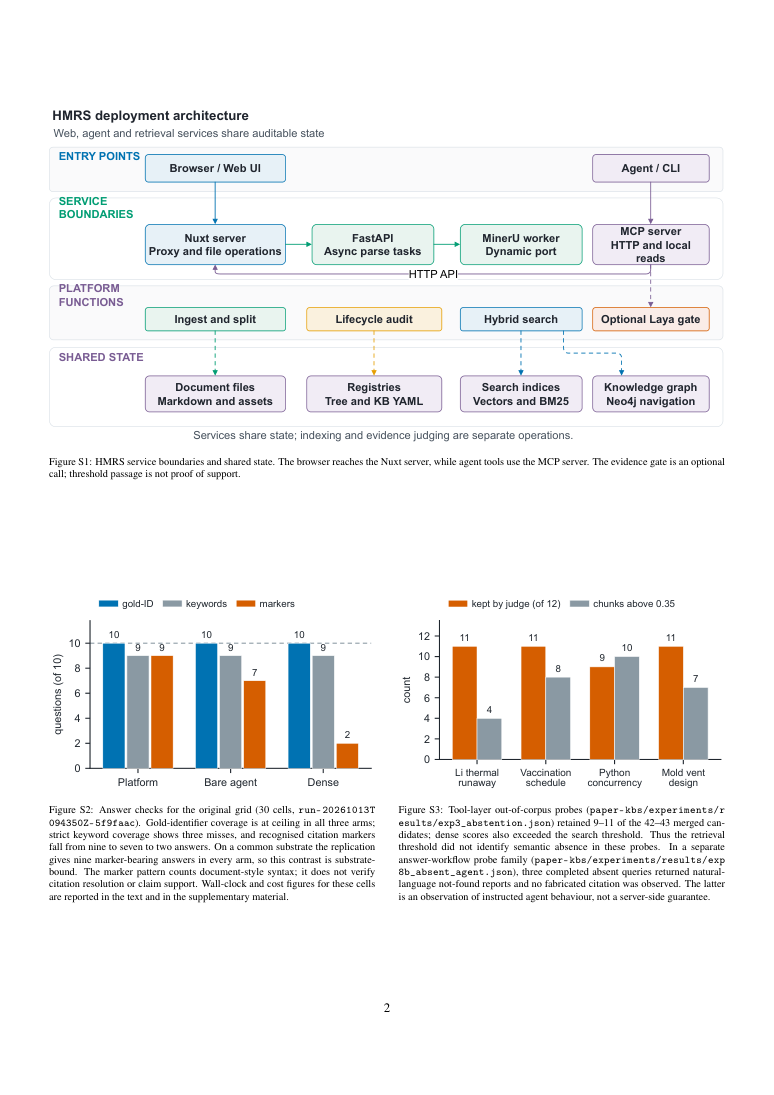 HMRS deployment architecture
Web, agent and retrieval services share auditable state
ENTRY POINTS
Browser / Web UI
Agent / CLI
SERVICE
BOUNDARIES
Nuxt server
Proxy and file operations
FastAPI
Async parse tasks
MinerU worker
Dynamic port
MCP server
HTTP and local
reads
HTTP API
PLATFORM
FUNCTIONS
Ingest and split
Lifecycle audit
Hybrid search
Optional Laya gate
SHARED STATE
Document files
Markdown and assets
Registries
Tree and KB YAML
Search indices
Vectors and BM25
Knowledge graph
Neo4j navigation
Services share state; indexing and evidence judging are separate operations.
Figure S1: HMRS service boundaries and shared state. The browser reaches the Nuxt server, while agent tools use the MCP server. The evidence gate is an optional
call; threshold passage is not proof of support.
gold-ID keywords markers
questions (of 10)
10
8
6
4
2
0
10 9 9
10 9 7
10 9 2
Platform Bare agent Dense
Figure S2: Answer checks for the original grid (30 cells, run-20261013T
094350Z-5f9faac). Gold-identifier coverage is at ceiling in all three arms;
strict keyword coverage shows three misses, and recognised citation markers
fall from nine to seven to two answers. On a common substrate the replication
gives nine marker-bearing answers in every arm, so this contrast is substrate-
bound. The marker pattern counts document-style syntax; it does not verify
citation resolution or claim support. Wall-clock and cost figures for these cells
are reported in the text and in the supplementary material.
kept by judge (of 12) chunks above 0.35
count
12
10
8
6
4
2
0
11 4
11 8
9 10
11 7
Li thermal
runaway
Vaccination
schedule
Python
concurrency
Mold vent
design
Figure S3: Tool-layer out-of-corpus probes (paper-kbs/experiments/r
esults/exp3_abstention.json) retained 9–11 of the 42–43 merged can-
didates; dense scores also exceeded the search threshold. Thus the retrieval
threshold did not identify semantic absence in these probes. In a separate
answer-workflow probe family (paper-kbs/experiments/results/exp
8b_absent_agent.json), three completed absent queries returned natural-
language not-found reports and no fabricated citation was observed. The latter
is an observation of instructed agent behaviour, not a server-side guarantee.
2